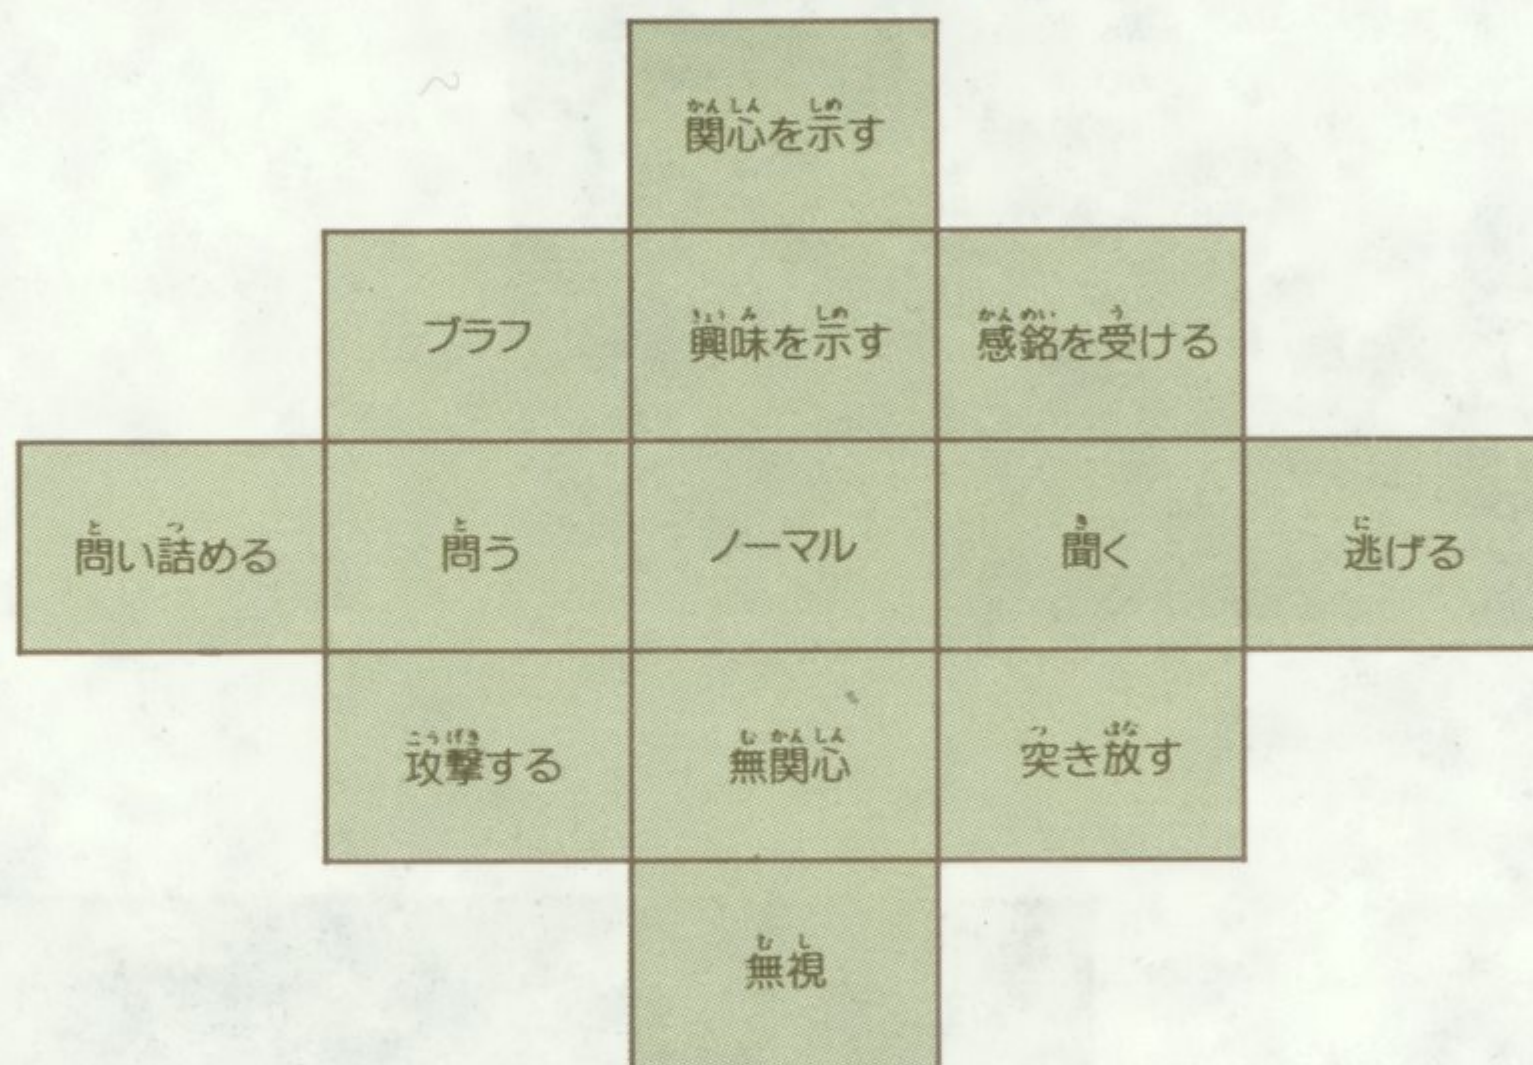 関心を示す
ブラフ 興味を示す 感銘を受ける
問い詰める 問う ノーマル 聞く 逃げる
攻撃する 無関心 突き放す
無視